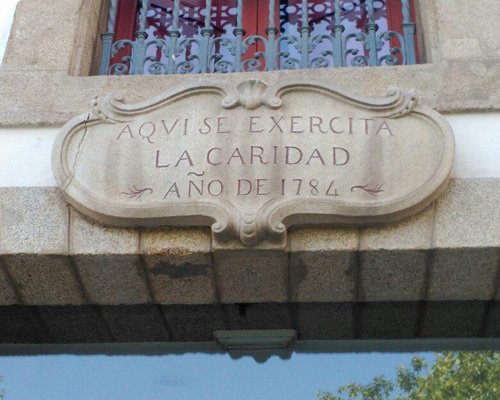 AQVI SE EXERCITA
LA CARIDAD
AÑO DE 1784